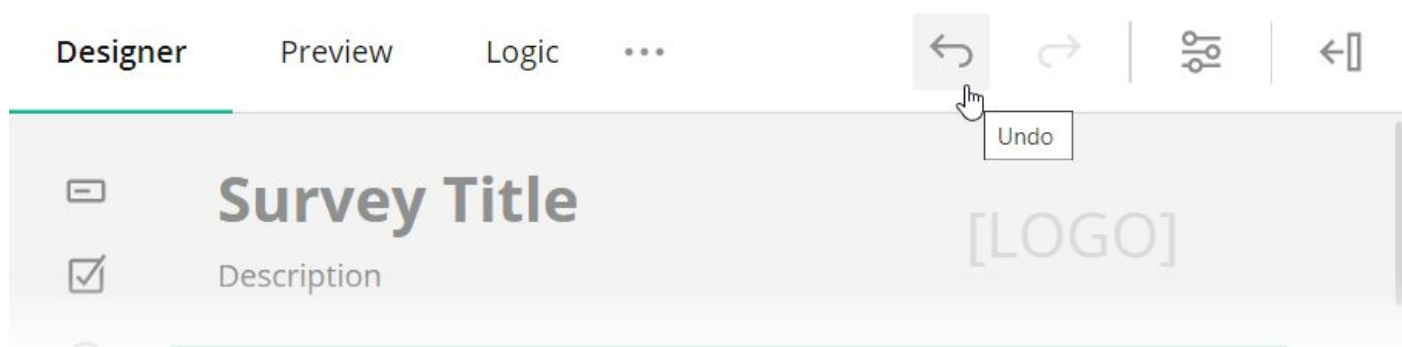 Designer Preview Logic
Undo
Survey Title
[LOGO]
Description